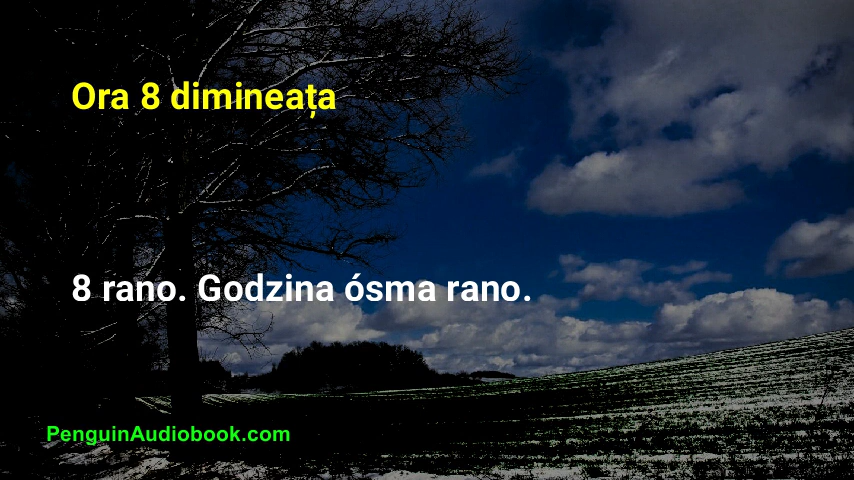 Ora 8 dimineața
8 rano. Godzina ósma rano.
PenguinAudiobook.com